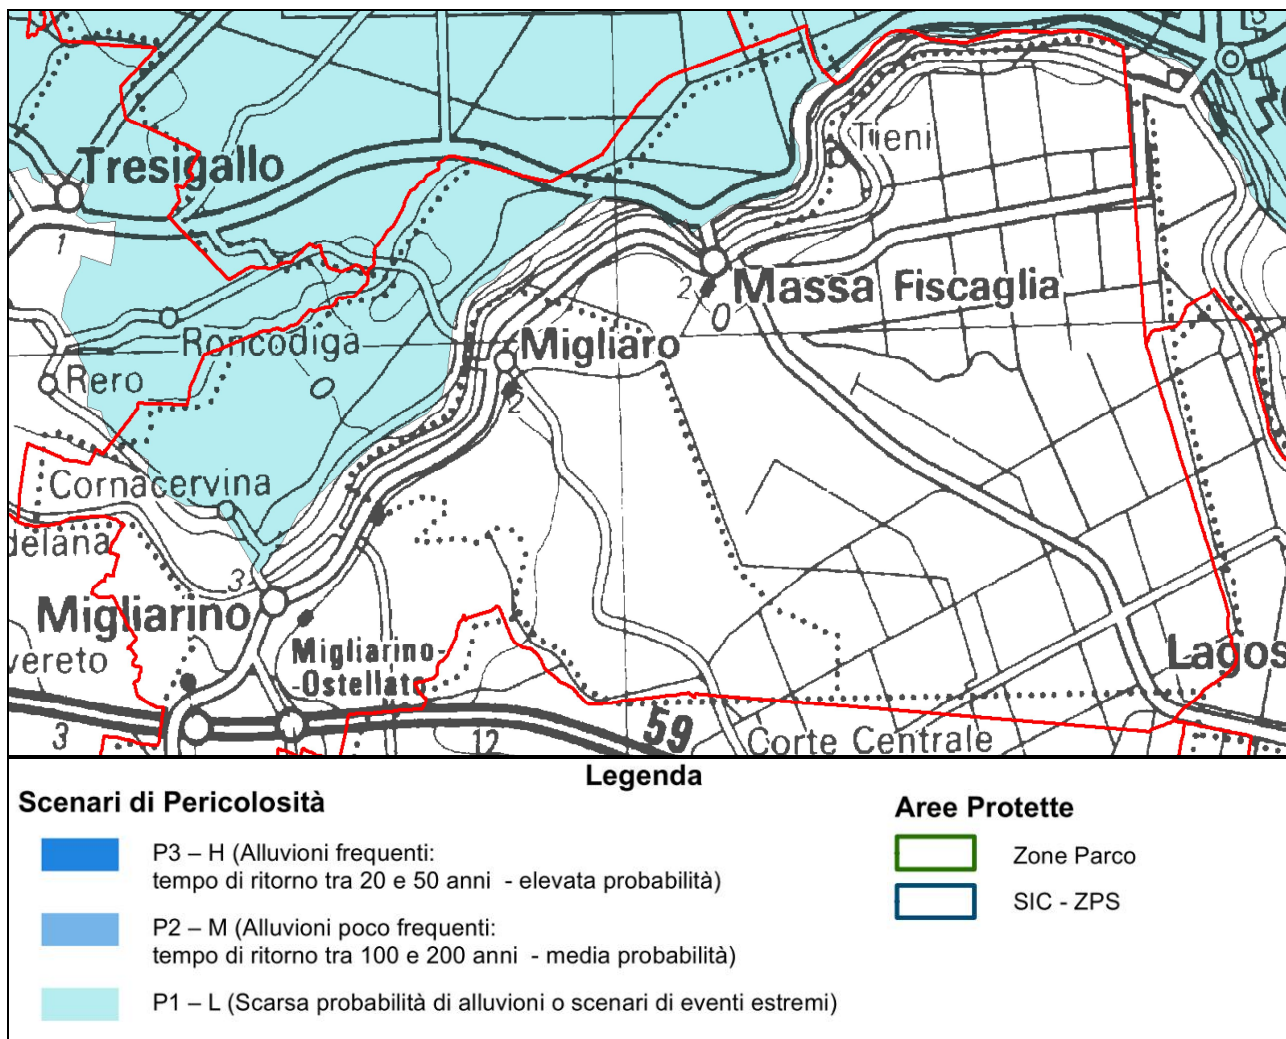 3
Tieni
Tresigallo
1
2
Massa Fiscaglia
0
Roncodiga
Migliaro
Rero
0
2
Cornacervina
delana
3
Migliarino
vereto
Migliarino-
-Ostellato
Lagos
3
12
59
Corte Centrale
Legenda
Scenari di Pericolosità
P3 – H (Alluvioni frequenti:
tempo di ritorno tra 20 e 50 anni - elevata probabilità)
P2 – M (Alluvioni poco frequenti:
tempo di ritorno tra 100 e 200 anni - media probabilità)
P1 – L (Scarsa probabilità di alluvioni o scenari di eventi estremi)
Aree Protette
Zone Parco
SIC - ZPS